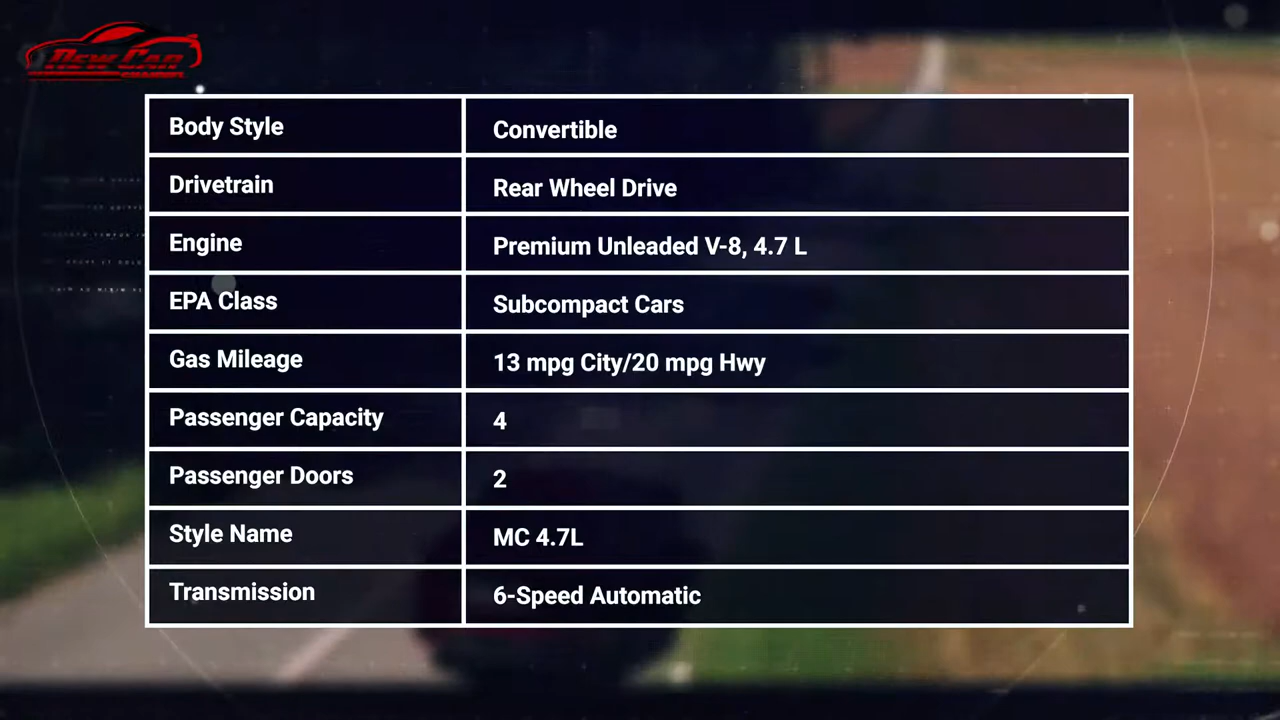 New Car
Body Style
Convertible
Drivetrain
Rear Wheel Drive
Engine
Premium Unleaded V-8, 4.7 L
EPA Class
Subcompact Cars
Gas Mileage
13 mpg City/20 mpg Hwy
Passenger Capacity
4
Passenger Doors
2
Style Name
MC 4.7L
Transmission
6-Speed Automatic